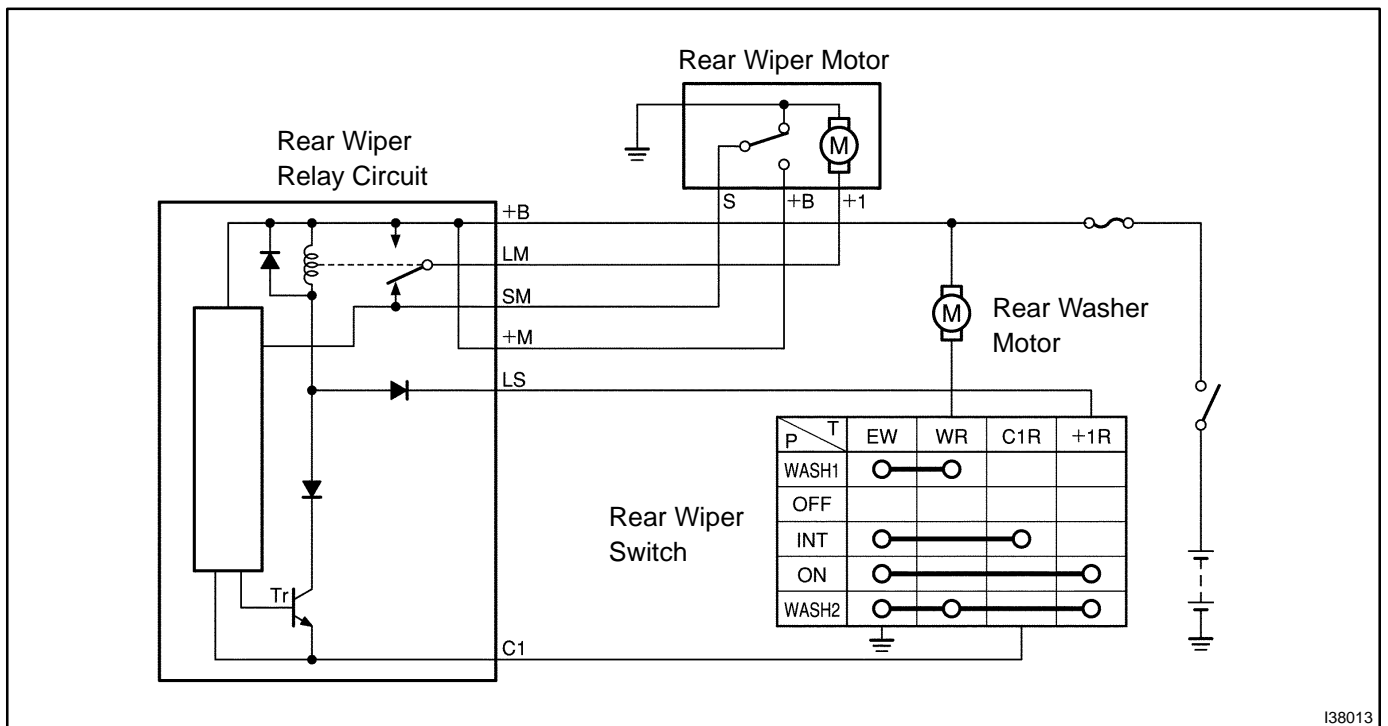 Rear Wiper Motor
Rear Wiper
Relay Circuit
M
S
+B
+1
+B
LM
SM
+M
LS
M
Rear Washer
Motor
P T EW WR C1R +1R
WASH1
OFF
INT
ON
WASH2
Rear Wiper
Switch
Tr
C1
I38013